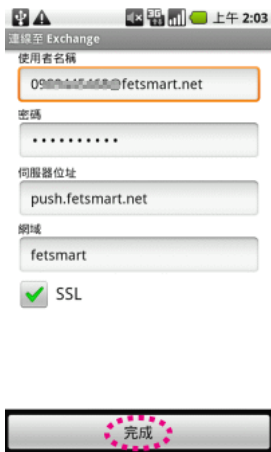 上午 2:03
連線至 Exchange
使用者名稱
@fetsmart.net
密碼
••••••••••
伺服器位址
push.fetsmart.net
網域
fetsmart
SSL
完成